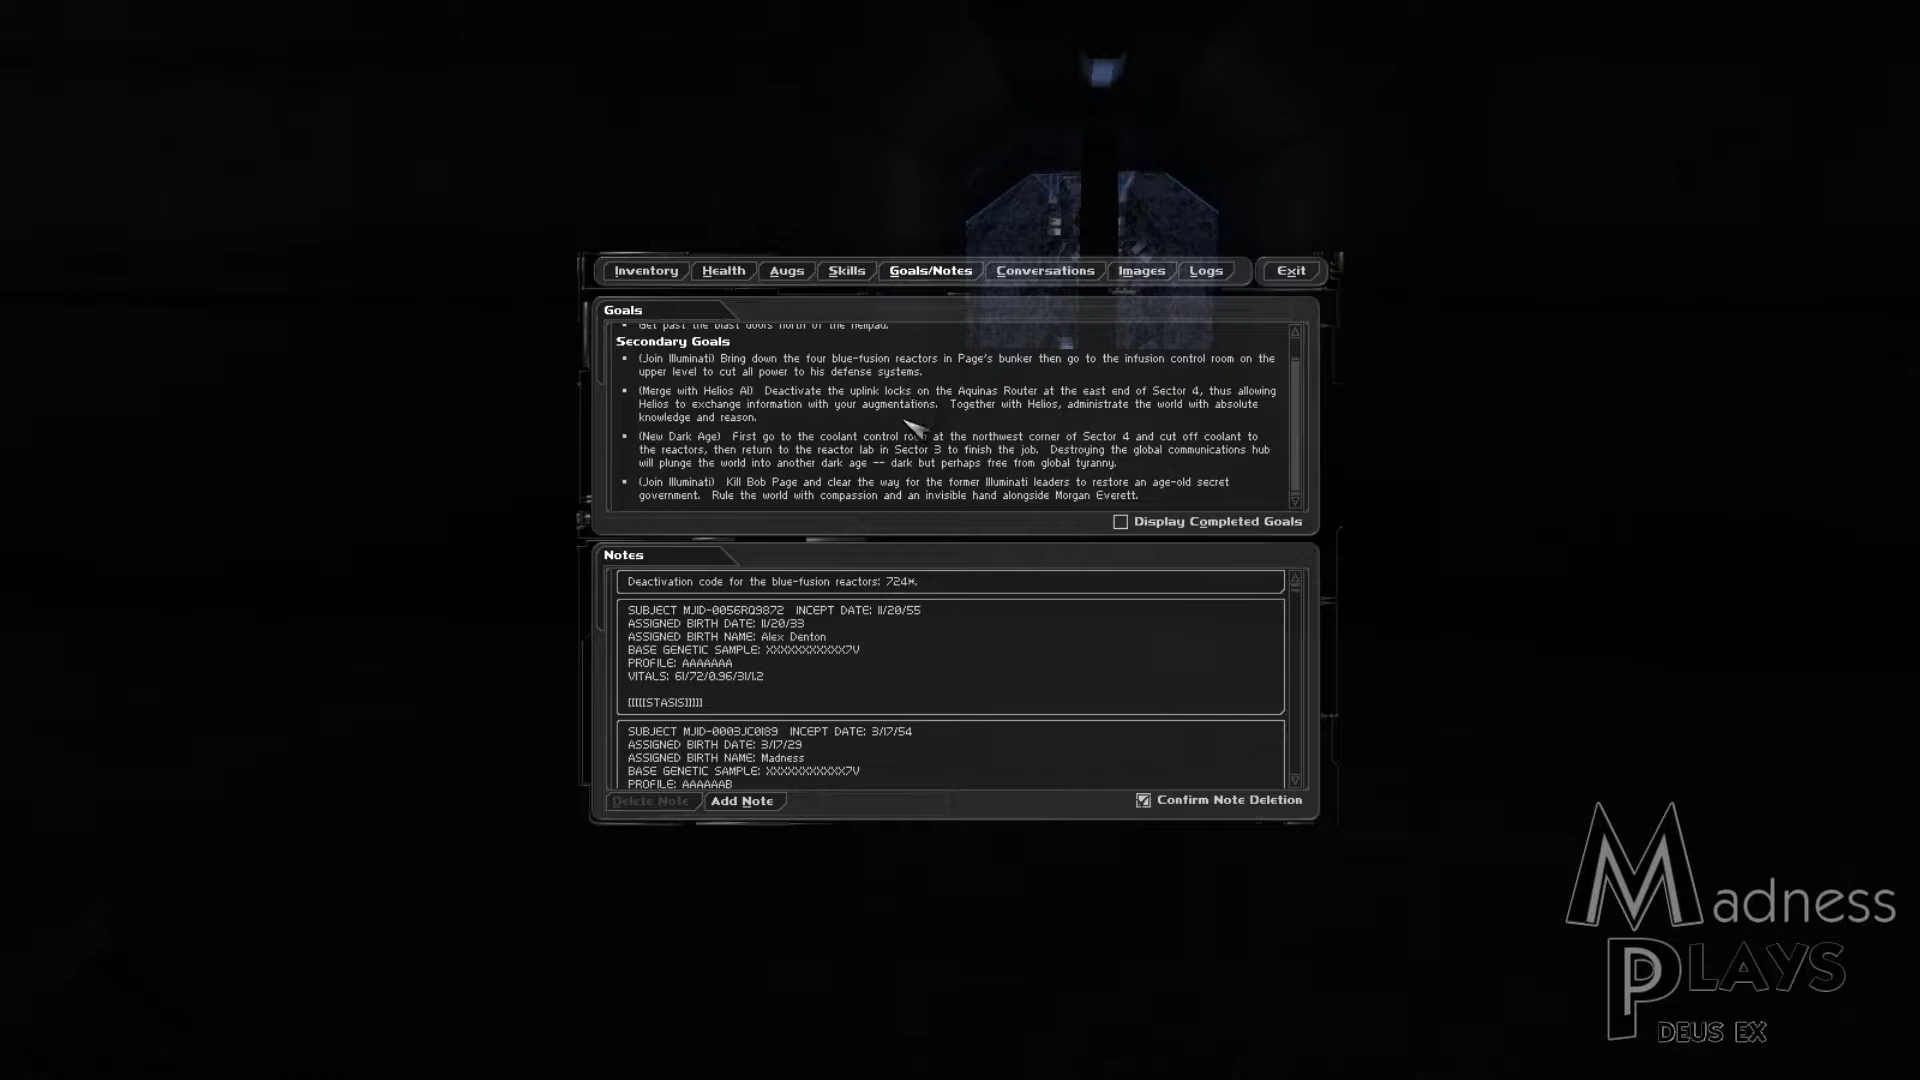 Inventory Health Augs Skills Goals/Notes Conversations Images Logs Exit
Goals
Get past the blast doors north of the helipad.
Secondary Goals
(Join Illuminati) Bring down the four blue-fusion reactors in Page's bunker then go to the infusion control room on the
upper level to cut all power to his defense systems.
(Merge with Helios AI) Deactivate the uplink locks on the Aquinas Router at the east end of Sector 4, thus allowing
Helios to exchange information with your augmentations. Together with Helios, administrate the world with absolute
knowledge and reason.
(New Dark Age) First go to the coolant control room at the northwest corner of Sector 4 and cut off coolant to
the reactors, then return to the reactor lab in Sector 3 to finish the job. Destroying the global communications hub
will plunge the world into another dark age -- dark but perhaps free from global tyranny.
(Join Illuminati) Kill Bob Page and clear the way for the former Illuminati leaders to restore an age-old secret
government. Rule the world with compassion and an invisible hand alongside Morgan Everett.
Display Completed Goals
Notes
Deactivation code for the blue-fusion reactors: 724*.
SUBJECT MJID-0056RQ9872 INCEPT DATE: 11/20/55
ASSIGNED BIRTH DATE: 11/20/33
ASSIGNED BIRTH NAME: Alex Denton
BASE GENETIC SAMPLE: XXXXXXXXXXX7V
PROFILE: AAAAAAA
VITALS: 61/72/0.96/31/1.2
[[[[[STASIS]]]]]
SUBJECT MJID-0003JC0189 INCEPT DATE: 3/17/54
ASSIGNED BIRTH DATE: 3/17/29
ASSIGNED BIRTH NAME: Madness
BASE GENETIC SAMPLE: XXXXXXXXXXX7V
PROFILE: AAAAAAB
Delete Note Add Note Confirm Note Deletion
Madness
PLAYS
DEUS EX